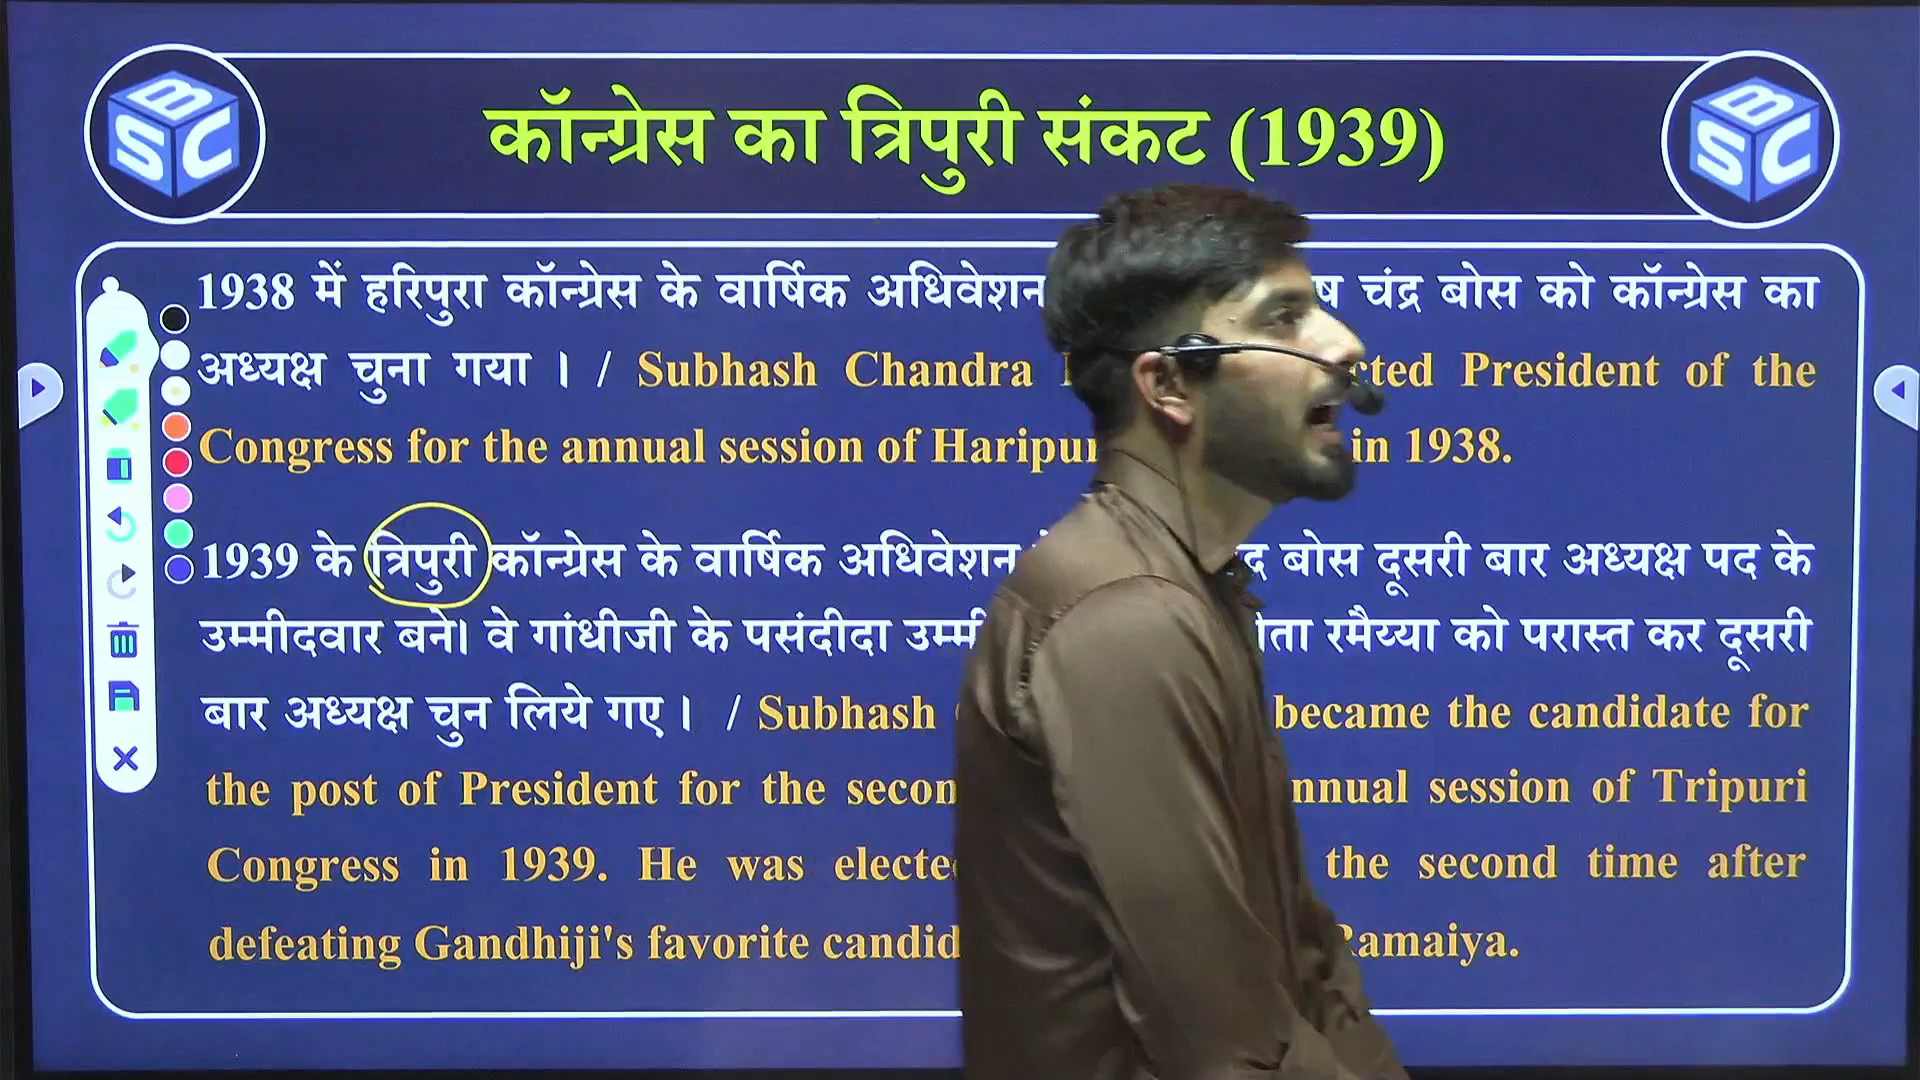 BSC
BSC
कॉन्ग्रेस का त्रिपुरी संकट (1939)
1938 में हरिपुरा कॉन्ग्रेस के वार्षिक अधिवेशन चंद्र बोस को कॉन्ग्रेस का
अध्यक्ष चुना गया । / Subhash Chandra President of the
Congress for the annual session of in 1938.
1939 के त्रिपुरी कॉन्ग्रेस के वार्षिक अधिवेशन बोस दूसरी बार अध्यक्ष पद के
उम्मीदवार बने। वे गांधीजी के पसंदीदा रमैय्या को परास्त कर दूसरी
बार अध्यक्ष चुन लिये गए । / Subhash became the candidate for
the post of President for the session of Tripuri
Congress in 1939. He was the second time after
defeating Gandhiji's favorite